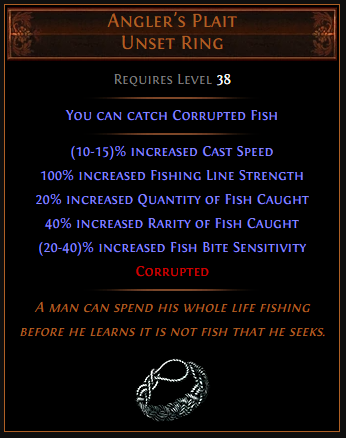 Angler's Plait
Unset Ring
Requires Level 38
You can catch Corrupted Fish
(10-15)% increased Cast Speed
100% increased Fishing Line Strength
20% increased Quantity of Fish Caught
40% increased Rarity of Fish Caught
(20-40)% increased Fish Bite Sensitivity
Corrupted
A man can spend his whole life fishing
before he learns it is not fish that he seeks.